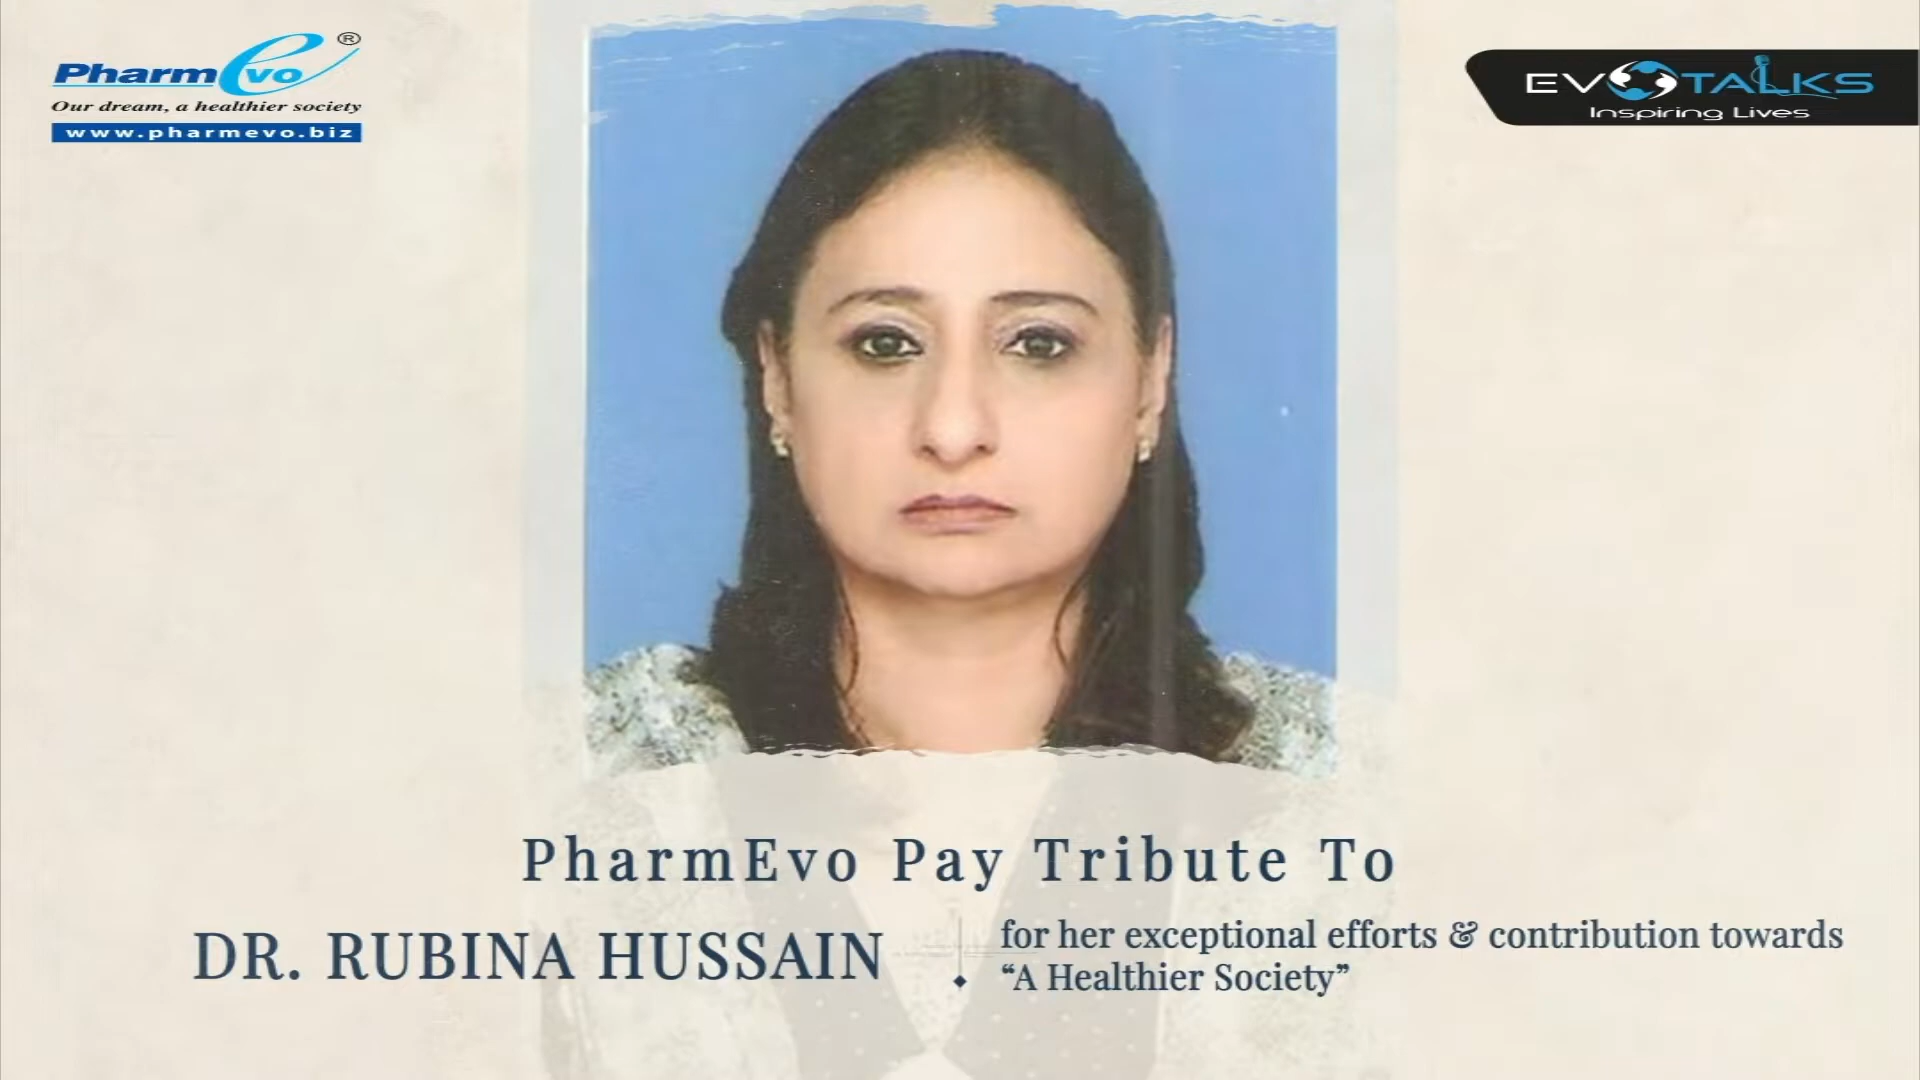 PharmEvo®
Our dream, a healthier society
www.pharmevo.biz
EVOTALKS
Inspiring Lives
PharmEvo Pay Tribute To
DR. RUBINA HUSSAIN
for her exceptional efforts & contribution towards
“A Healthier Society”